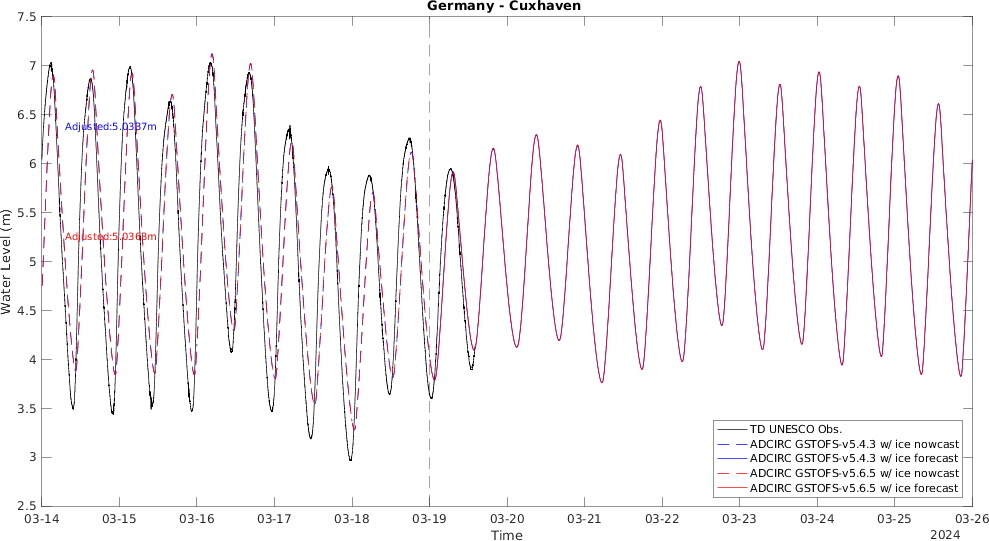 Germany - Cuxhaven
7.5
7
6.5
6
5.5
5
4.5
4
3.5
3
2.5
Water Level (m)
Adjusted:5.0337m
Adjusted:5.0363m
TD UNESCO Obs.
ADCIRC GSTOFS-v5.4.3 w/ ice nowcast
ADCIRC GSTOFS-v5.4.3 w/ ice forecast
ADCIRC GSTOFS-v5.6.5 w/ ice nowcast
ADCIRC GSTOFS-v5.6.5 w/ ice forecast
03-14 03-15 03-16 03-17 03-18 03-19 03-20 03-21 03-22 03-23 03-24 03-25 03-26
Time
2024